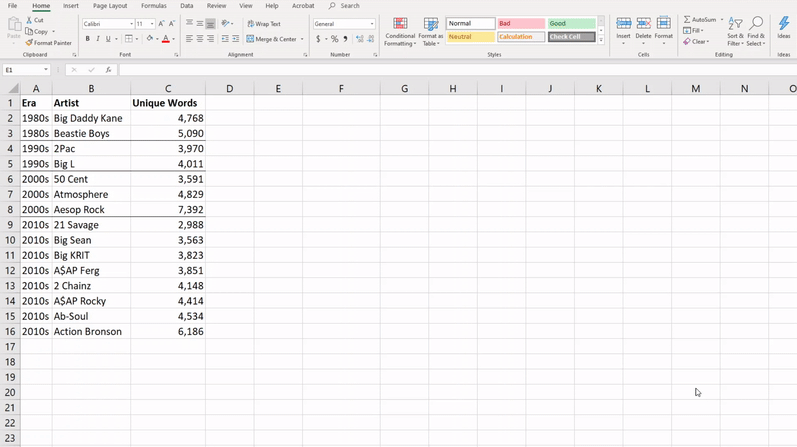 File Home Insert Draw Page Layout Formulas Data Review View Help Acrobat Search
Cut Calibri 11 Wrap Text General Normal Bad Good AutoSum
Paste Copy Conditional Formatting Format as Table Insert Delete Format Fill Sort & Filter Find & Select Ideas
Format Painter B I U A Merge & Center $ % Neutral Calculation Check Cell Clear
Clipboard Font Alignment Number Styles Cells Editing Ideas
E1 fx
A B C D E F G H I J K L M N O
1 Era Artist Unique Words
2 1980s Big Daddy Kane 4,768
3 1980s Beastie Boys 5,090
4 1990s 2Pac 3,970
5 1990s Big L 4,011
6 2000s 50 Cent 3,591
7 2000s Atmosphere 4,829
8 2000s Aesop Rock 7,392
9 2010s 21 Savage 2,988
10 2010s Big Sean 3,563
11 2010s Big KRIT 3,823
12 2010s A$AP Ferg 3,851
13 2010s 2 Chainz 4,148
14 2010s A$AP Rocky 4,414
15 2010s Ab-Soul 4,534
16 2010s Action Bronson 6,186
17
18
19
20
21
22
23